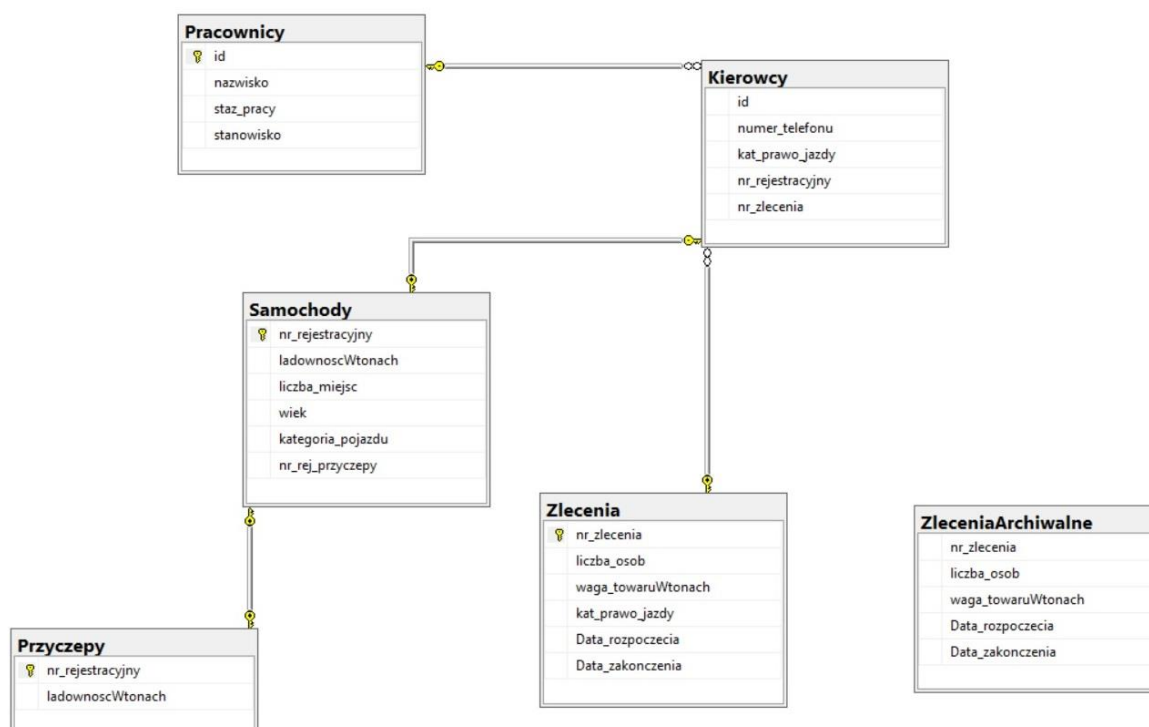 Pracownicy
id
nazwisko
staz_pracy
stanowisko
Kierowcy
id
numer_telefonu
kat_prawo_jazdy
nr_rejestracyjny
nr_zlecenia
Samochody
nr_rejestracyjny
ladownoscWtonach
liczba_miejsc
wiek
kategoria_pojazdu
nr_rej_przyczepy
Zlecenia
nr_zlecenia
liczba_osob
waga_towaruWtonach
kat_prawo_jazdy
Data_rozpoczecia
Data_zakonczenia
ZleceniaArchiwalne
nr_zlecenia
liczba_osob
waga_towaruWtonach
Data_rozpoczecia
Data_zakonczenia
Przyczepy
nr_rejestracyjny
ladownoscWtonach